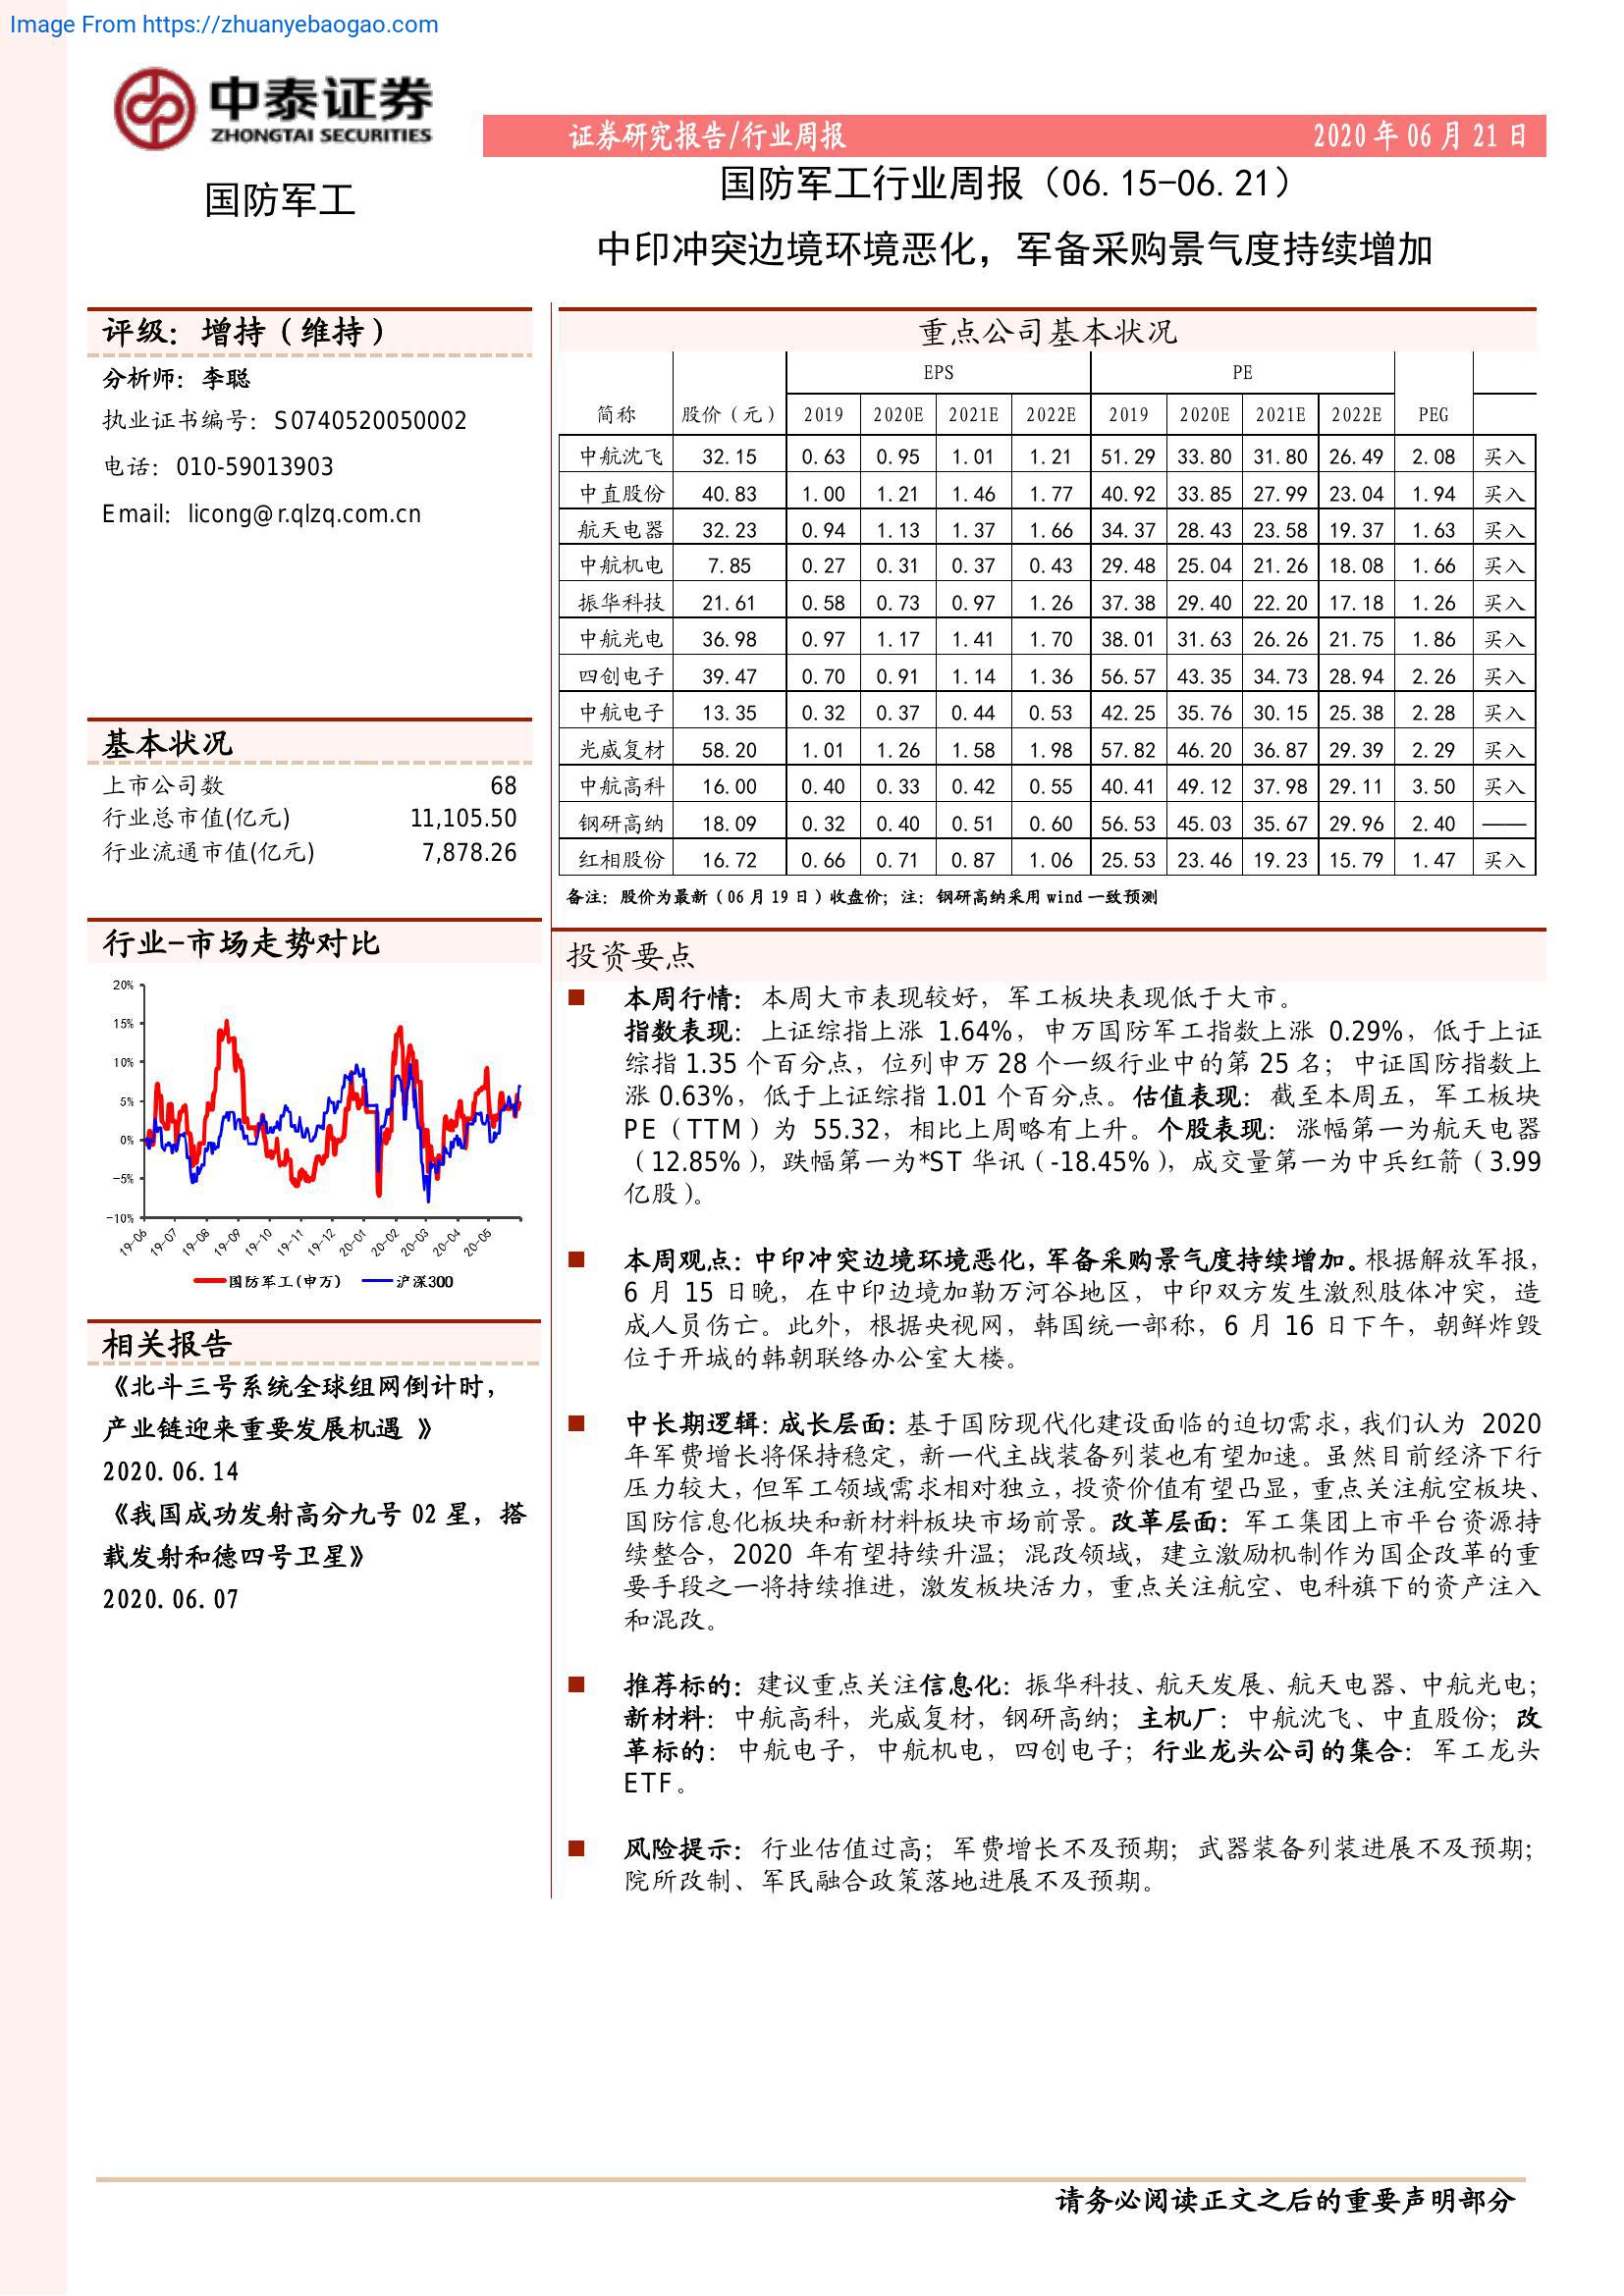 Image From https://zhuanyebaogao.com
中泰证券
ZHONGTAI SECURITIES
证券研究报告/行业周报 2020 年 06 月 21 日
国防军工
国防军工行业周报（06.15-06.21）
中印冲突边境环境恶化，军备采购景气度持续增加
评级：增持（维持）
分析师：李聪
执业证书编号：S0740520050002
电话：010-59013903
Email：licong@r.qlzq.com.cn
基本状况
上市公司数 68
行业总市值(亿元) 11,105.50
行业流通市值(亿元) 7,878.26
行业-市场走势对比
20%
15%
10%
5%
0%
-5%
-10%
19-06 19-07 19-08 19-09 19-10 19-11 19-12 20-01 20-02 20-03 20-04 20-05
国防军工(申万) 沪深300
相关报告
《北斗三号系统全球组网倒计时，
产业链迎来重要发展机遇 》
2020.06.14
《我国成功发射高分九号 02 星，搭
载发射和德四号卫星》
2020.06.07
重点公司基本状况
EPS PE
简称 股价（元） 2019 2020E 2021E 2022E 2019 2020E 2021E 2022E PEG
中航沈飞 32.15 0.63 0.95 1.01 1.21 51.29 33.80 31.80 26.49 2.08 买入
中直股份 40.83 1.00 1.21 1.46 1.77 40.92 33.85 27.99 23.04 1.94 买入
航天电器 32.23 0.94 1.13 1.37 1.66 34.37 28.43 23.58 19.37 1.63 买入
中航机电 7.85 0.27 0.31 0.37 0.43 29.48 25.04 21.26 18.08 1.66 买入
振华科技 21.61 0.58 0.73 0.97 1.26 37.38 29.40 22.20 17.18 1.26 买入
中航光电 36.98 0.97 1.17 1.41 1.70 38.01 31.63 26.26 21.75 1.86 买入
四创电子 39.47 0.70 0.91 1.14 1.36 56.57 43.35 34.73 28.94 2.26 买入
中航电子 13.35 0.32 0.37 0.44 0.53 42.25 35.76 30.15 25.38 2.28 买入
光威复材 58.20 1.01 1.26 1.58 1.98 57.82 46.20 36.87 29.39 2.29 买入
中航高科 16.00 0.40 0.33 0.42 0.55 40.41 49.12 37.98 29.11 3.50 买入
钢研高纳 18.09 0.32 0.40 0.51 0.60 56.53 45.03 35.67 29.96 2.40 ——
红相股份 16.72 0.66 0.71 0.87 1.06 25.53 23.46 19.23 15.79 1.47 买入
备注：股价为最新（06 月 19 日）收盘价；注：钢研高纳采用 wind 一致预测
投资要点
本周行情：本周大市表现较好，军工板块表现低于大市。
指数表现：上证综指上涨 1.64%，申万国防军工指数上涨 0.29%，低于上证
综指 1.35 个百分点，位列申万 28 个一级行业中的第 25 名；中证国防指数上
涨 0.63%，低于上证综指 1.01 个百分点。估值表现：截至本周五，军工板块
PE（TTM）为 55.32，相比上周略有上升。个股表现：涨幅第一为航天电器
（12.85%），跌幅第一为*ST 华讯（-18.45%），成交量第一为中兵红箭（3.99
亿股）。
本周观点：中印冲突边境环境恶化，军备采购景气度持续增加。根据解放军报，
6 月 15 日晚，在中印边境加勒万河谷地区，中印双方发生激烈肢体冲突，造
成人员伤亡。此外，根据央视网，韩国统一部称，6 月 16 日下午，朝鲜炸毁
位于开城的韩朝联络办公室大楼。
中长期逻辑：成长层面：基于国防现代化建设面临的迫切需求，我们认为 2020
年军费增长将保持稳定，新一代主战装备列装也有望加速。虽然目前经济下行
压力较大，但军工领域需求相对独立，投资价值有望凸显，重点关注航空板块、
国防信息化板块和新材料板块市场前景。改革层面：军工集团上市平台资源持
续整合，2020 年有望持续升温；混改领域，建立激励机制作为国企改革的重
要手段之一将持续推进，激发板块活力，重点关注航空、电科旗下的资产注入
和混改。
推荐标的：建议重点关注信息化：振华科技、航天发展、航天电器、中航光电；
新材料：中航高科，光威复材，钢研高纳；主机厂：中航沈飞、中直股份；改
革标的：中航电子，中航机电，四创电子；行业龙头公司的集合：军工龙头
ETF。
风险提示：行业估值过高；军费增长不及预期；武器装备列装进展不及预期；
院所改制、军民融合政策落地进展不及预期。
请务必阅读正文之后的重要声明部分